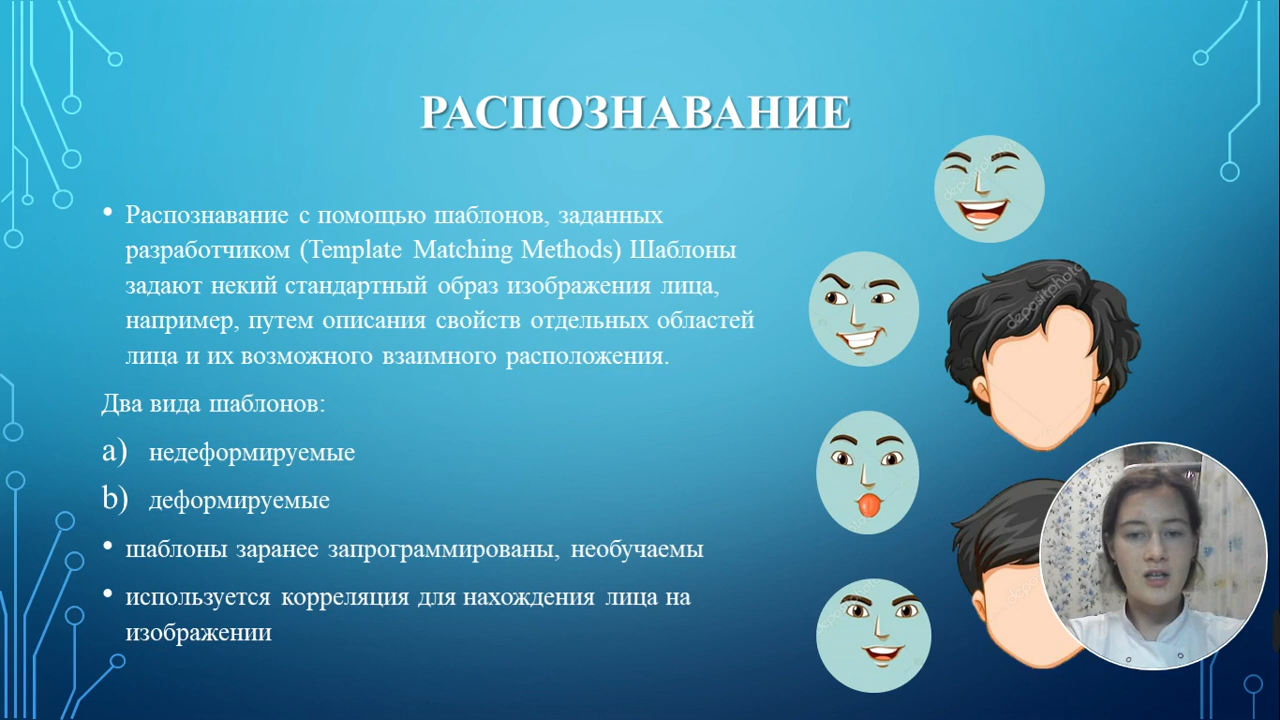 РАСПОЗНАВАНИЕ
• Распознавание с помощью шаблонов, заданных
разработчиком (Template Matching Methods) Шаблоны
задают некий стандартный образ изображения лица,
например, путем описания свойств отдельных областей
лица и их возможного взаимного расположения.
Два вида шаблонов:
a) недеформируемые
b) деформируемые
• шаблоны заранее запрограммированы, необучаемы
• используется корреляция для нахождения лица на
изображении
depositphotos